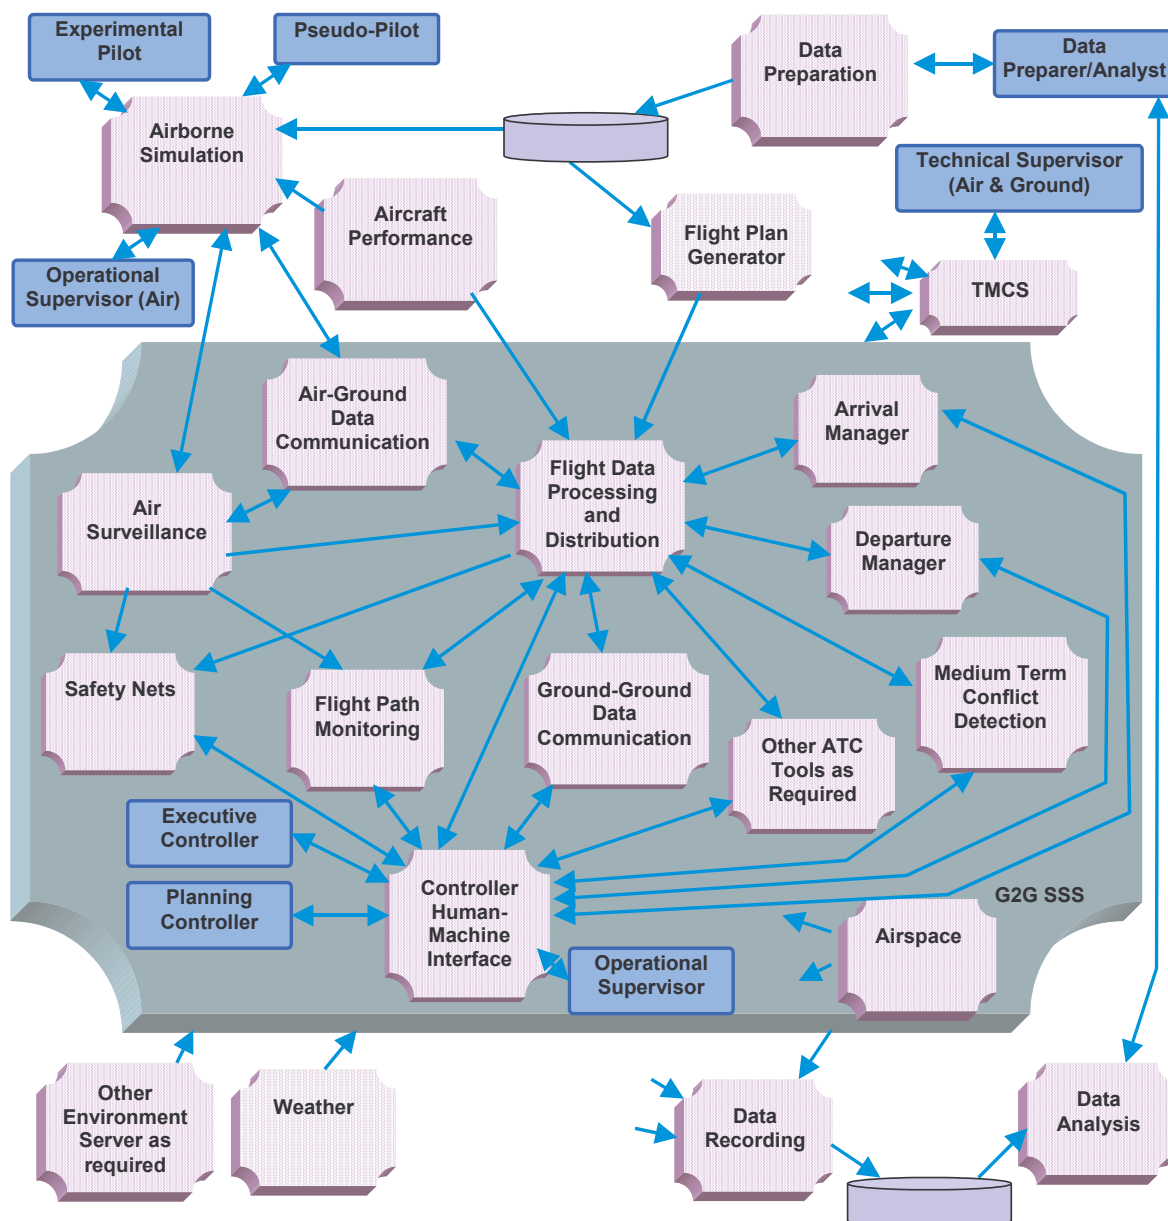 Experimental
Pilot
Pseudo-Pilot
Data
Preparation
Data
Preparer/Analyst
Airborne
Simulation
Technical Supervisor
(Air & Ground)
Aircraft
Performance
Flight Plan
Generator
Operational
Supervisor (Air)
TMCS
Air-Ground
Data
Communication
Arrival
Manager
Flight Data
Processing
and
Distribution
Air
Surveillance
Departure
Manager
Safety Nets
Flight Path
Monitoring
Ground-Ground
Data
Communication
Medium Term
Conflict
Detection
Other ATC
Tools as
Required
Executive
Controller
Planning
Controller
Controller
Human-
Machine
Interface
G2G SSS
Airspace
Operational
Supervisor
Other
Environment
Server as
required
Weather
Data
Recording
Data
Analysis